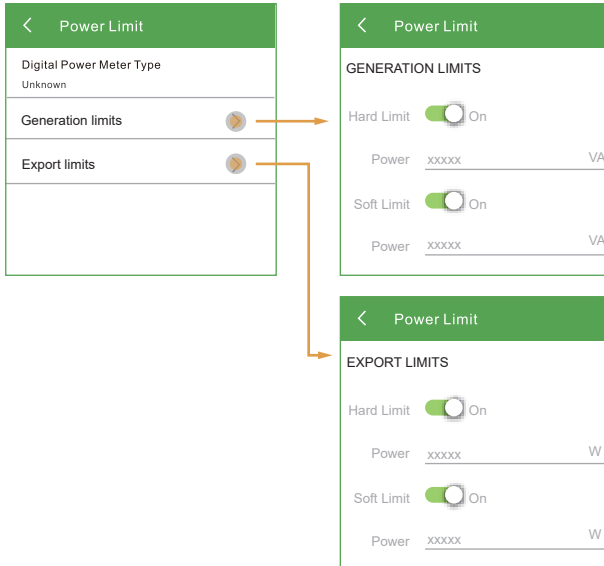 Power Limit
Digital Power Meter Type
Unknown
Generation limits
Export limits
Power Limit
GENERATION LIMITS
Hard Limit On
Power xxxxx VA
Soft Limit On
Power xxxxx VA
Power Limit
EXPORT LIMITS
Hard Limit On
Power xxxxx W
Soft Limit On
Power xxxxx W